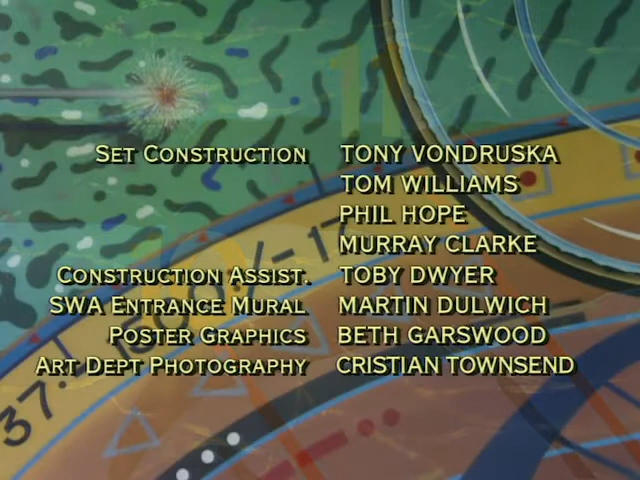 Set Construction TONY VONDRUSKA
TOM WILLIAMS
PHIL HOPE
MURRAY CLARKE
Construction Assist. TOBY DWYER
SWA Entrance Mural MARTIN DULWICH
Poster Graphics BETH GARSWOOD
Art Dept Photography CRISTIAN TOWNSEND
37.